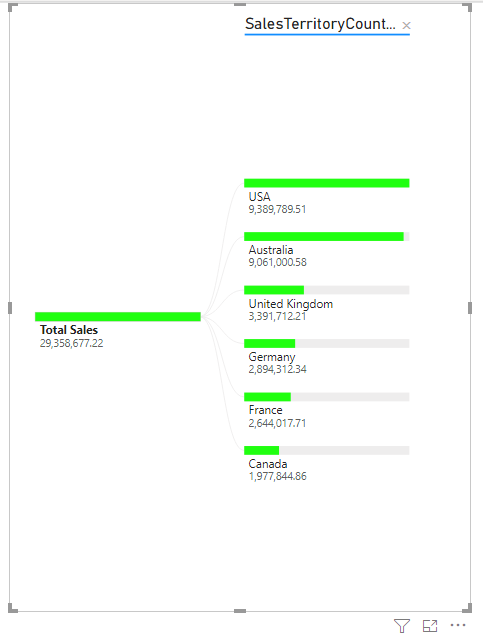 SalesTerritoryCount... ×
USA
9,389,789.51
Australia
9,061,000.58
United Kingdom
3,391,712.21
Total Sales
29,358,677.22
Germany
2,894,312.34
France
2,644,017.71
Canada
1,977,844.86